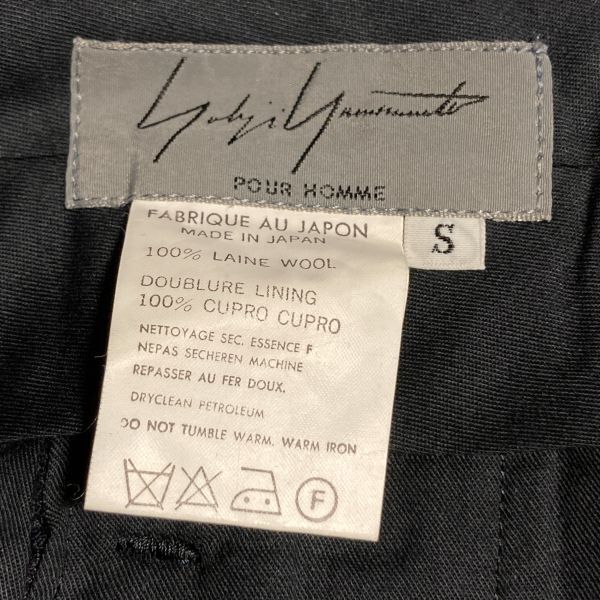 Yohji Yamamoto
POUR HOMME
FABRIQUE AU JAPON
MADE IN JAPAN
S
100% LAINE WOOL
DOUBLURE LINING
100% CUPRO CUPRO
NETTOYAGE SEC. ESSENCE F
NEPAS SECHEREN MACHINE
REPASSER AU FER DOUX.
DRYCLEAN PETROLEUM
DO NOT TUMBLE WARM. WARM IRON
F